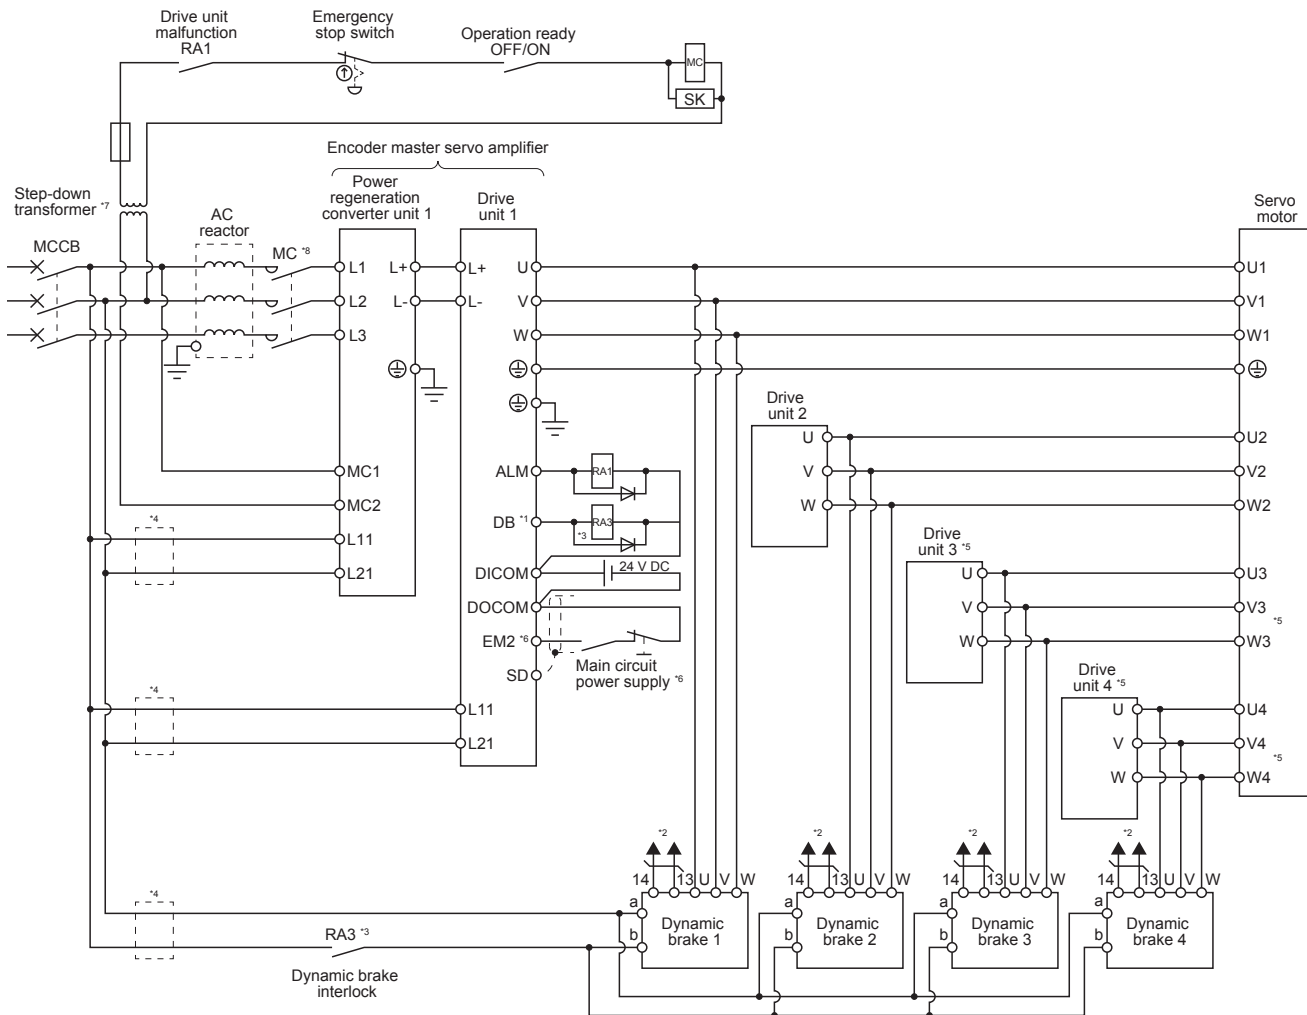 Drive unit
malfunction
RA1
Emergency
stop switch
Operation ready
OFF/ON
MC
SK
Encoder master servo amplifier
Step-down
transformer *7
AC
reactor
Power
regeneration
converter unit 1
Drive
unit 1
Servo
motor
MCCB
MC *8
L1 L+ L+ U U1
L2 L- L- V V1
L3 W W1
Drive
unit 2
U U2
MC1 ALM RA1 V V2
MC2 W W2
*4
DB *1 *3 RA3
L11
Drive
unit 3 *5
L21 DICOM 24 V DC U U3
DOCOM V V3
*5
EM2 *6 W W3
SD
Main circuit
power supply *6
Drive
unit 4 *5
*4
L11 U U4
L21 V V4
*5
W W4
*2 *2 *2 *2
14 13 U V W 14 13 U V W 14 13 U V W 14 13 U V W
*4
a a a a
Dynamic
brake 1
Dynamic
brake 2
Dynamic
brake 3
Dynamic
brake 4
b b b b
RA3 *3
Dynamic brake
interlock